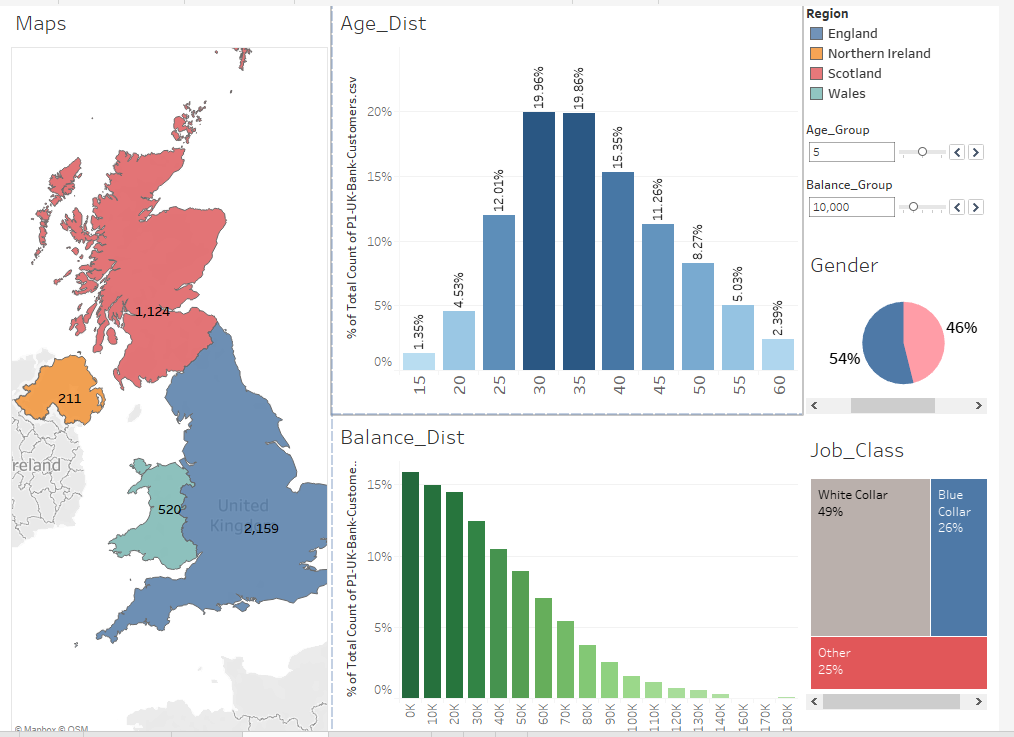 Maps
1,124
211
reland
United
Kingdo
520
2,159
© Mapbox © OSM
Age_Dist
% of Total Count of P1-UK-Bank-Customers.csv
20%
15%
10%
5%
0%
1.35%
4.53%
12.01%
19.96%
19.86%
15.35%
11.26%
8.27%
5.03%
2.39%
15
20
25
30
35
40
45
50
55
60
Balance_Dist
% of Total Count of P1-UK-Bank-Custome..
15%
10%
5%
0%
0K
10K
20K
30K
40K
50K
60K
70K
80K
90K
100K
110K
120K
130K
140K
160K
170K
180K
Region
England
Northern Ireland
Scotland
Wales
Age_Group
5
Balance_Group
10,000
Gender
46%
54%
Job_Class
White Collar
49%
Blue
Collar
26%
Other
25%